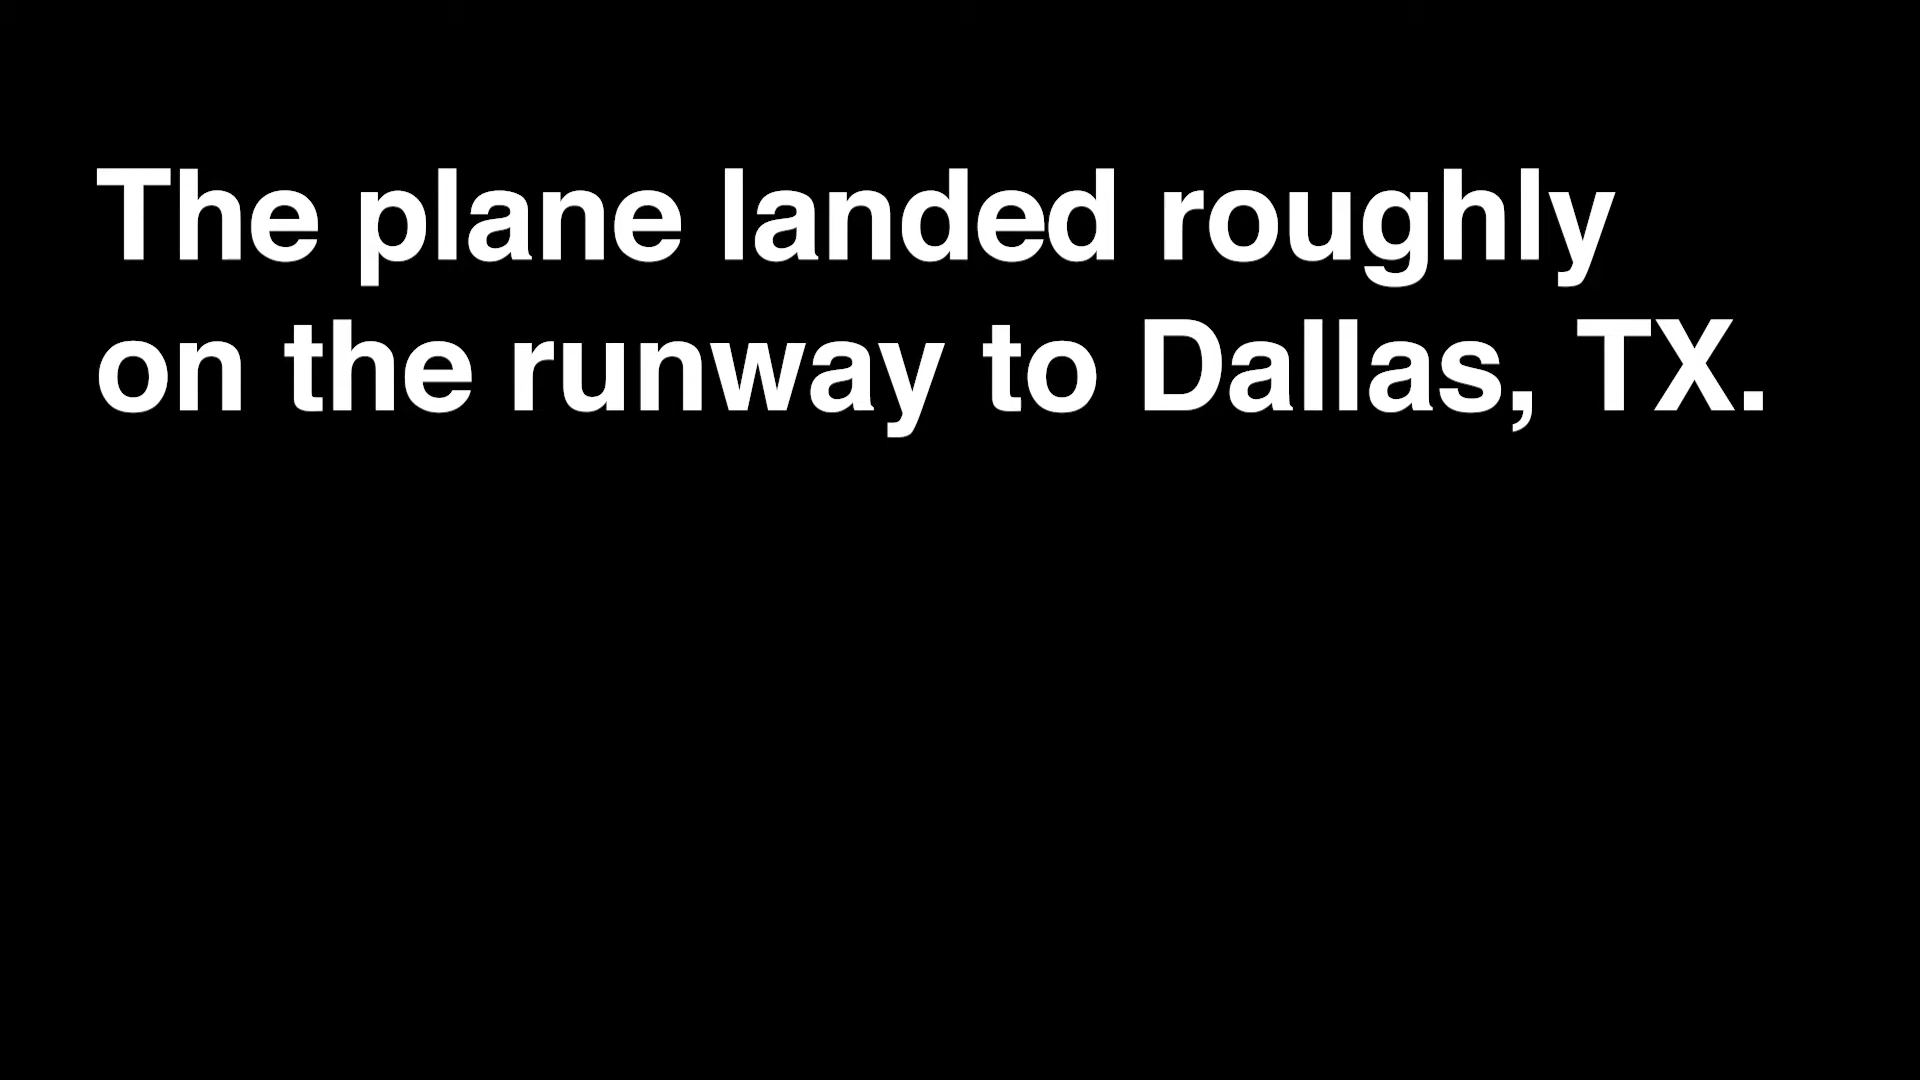 The plane landed roughly
on the runway to Dallas, TX.